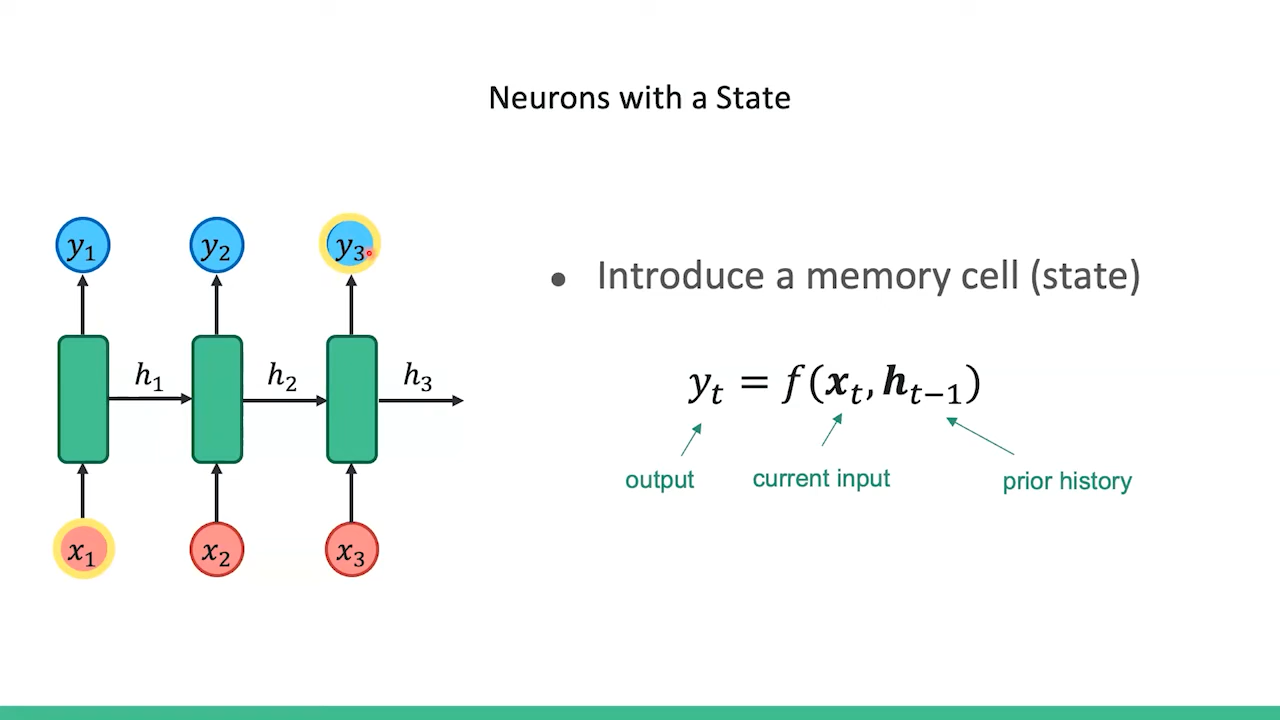 Neurons with a State
y₁ y₂ y₃
• Introduce a memory cell (state)
h₁ h₂ h₃
yₜ = f(xₜ, hₜ₋₁)
output current input prior history
x₁ x₂ x₃